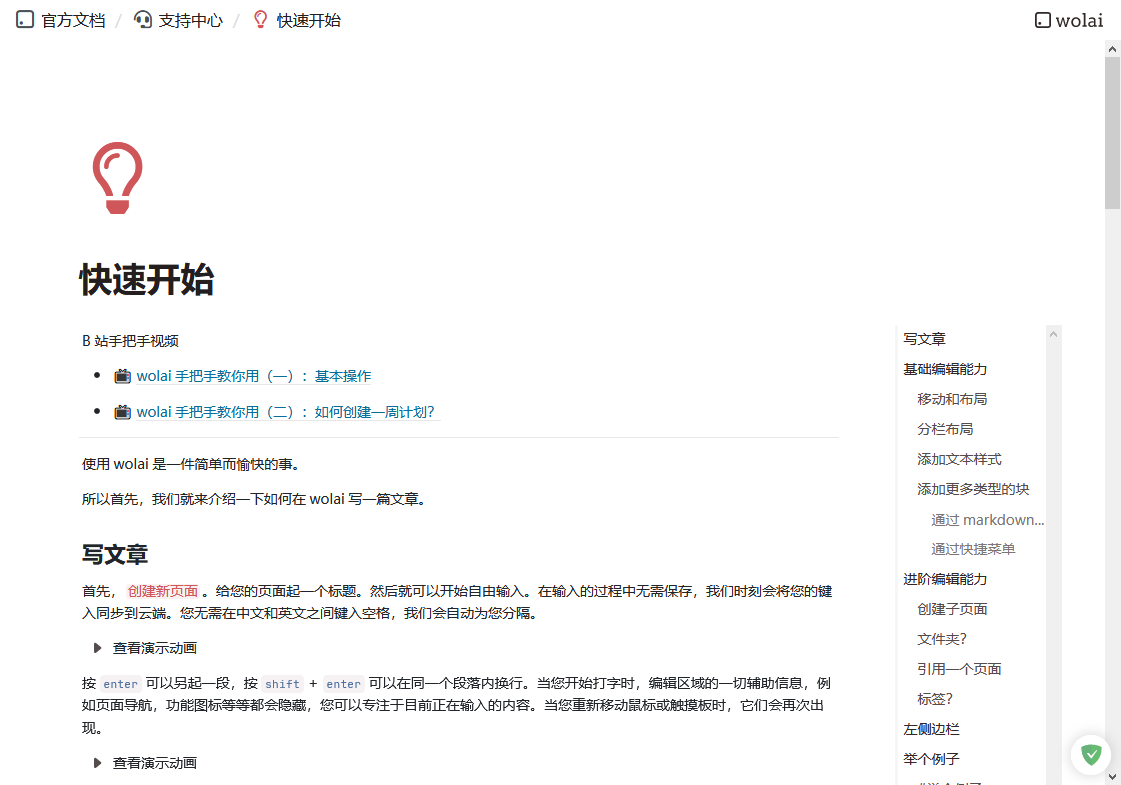 官方文档 / 支持中心 / 快速开始
wolai
快速开始
B 站手把手视频
wolai 手把手教你用（一）：基本操作
wolai 手把手教你用（二）：如何创建一周计划？
使用 wolai 是一件简单而愉快的事。
所以首先，我们就来介绍一下如何在 wolai 写一篇文章。
写文章
首先， 创建新页面 。给您的页面起一个标题。然后就可以开始自由输入。在输入的过程中无需保存，我们时刻会将您的键
入同步到云端。您无需在中文和英文之间键入空格，我们会自动为您分隔。
查看演示动画
按 enter 可以另起一段，按 shift + enter 可以在同一个段落内换行。当您开始打字时，编辑区域的一切辅助信息，例
如页面导航，功能图标等等都会隐藏，您可以专注于目前正在输入的内容。当您重新移动鼠标或触摸板时，它们会再次出
现。
查看演示动画
写文章
基础编辑能力
移动和布局
分栏布局
添加文本样式
添加更多类型的块
通过 markdown...
通过快捷菜单
进阶编辑能力
创建子页面
文件夹？
引用一个页面
标签？
左侧边栏
举个例子